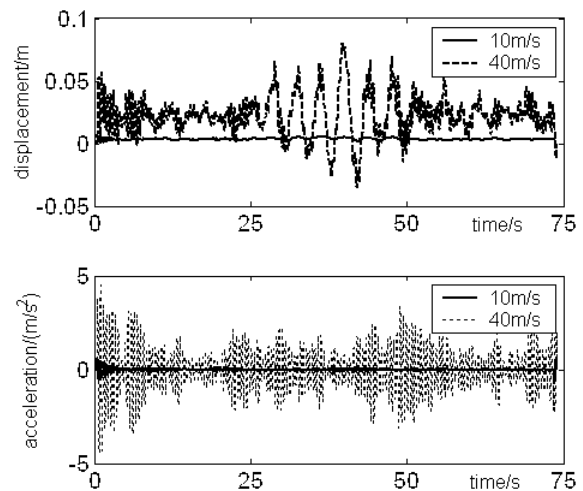 0.1
0.05
0
-0.05
displacement/m
10m/s
40m/s
0
25
50
75
time/s
5
0
-5
acceleration/(m/s²)
10m/s
40m/s
0
25
50
75
time/s